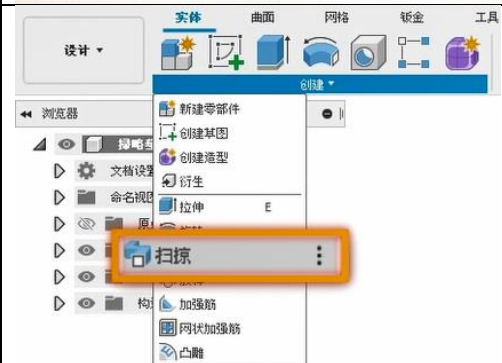 实体 曲面 网格 钣金 工具
设计
创建
浏览器
新建零部件
创建草图
创建造型
文档设
衍生
命名视
拉伸 E
扫掠
加强筋
网状加强筋
凸雕